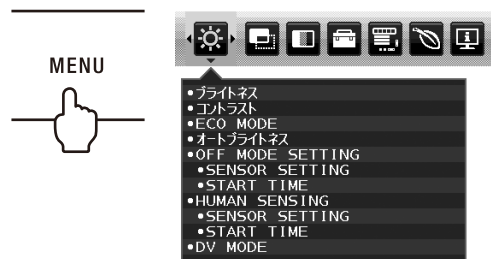 MENU
•ブライトネス
•コントラスト
•ECO MODE
•オートブライトネス
•OFF MODE SETTING
•SENSOR SETTING
•START TIME
•HUMAN SENSING
•SENSOR SETTING
•START TIME
•DV MODE